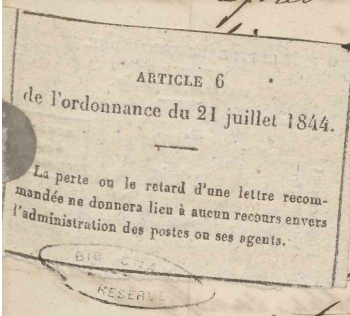 ARTICLE 6
de l'ordonnance du 21 juillet 1844.
La perte ou le retard d'une lettre recom-
mandée ne donnera lieu à aucun recours envers
l'administration des postes ou ses agents.
BIB
RESERVE